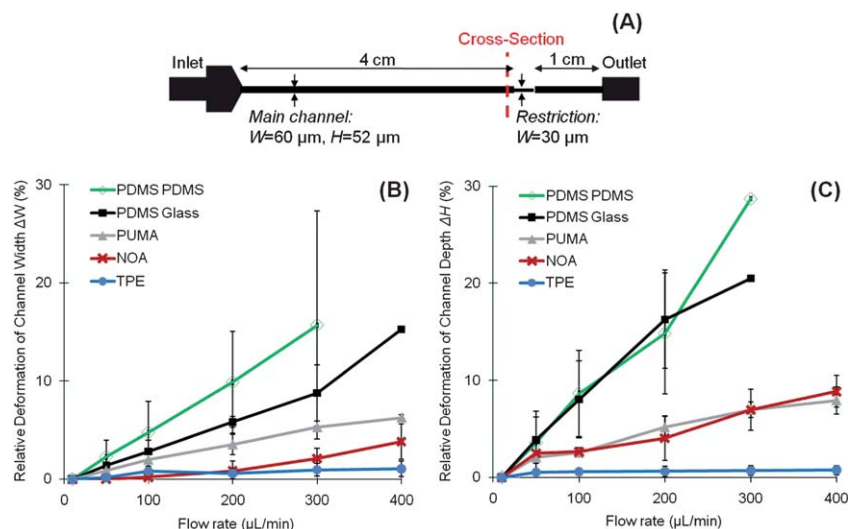 (A)
Cross-Section
Inlet
4 cm
1 cm
Outlet
Main channel:
W=60 µm, H=52 µm
Restriction:
W=30 µm
(B)
Relative Deformation of Channel Width ΔW (%)
30
20
10
0
PDMS PDMS
PDMS Glass
PUMA
NOA
TPE
0
100
200
300
400
Flow rate (µL/min)
(C)
Relative Deformation of Channel Depth ΔH (%)
30
20
10
0
PDMS PDMS
PDMS Glass
PUMA
NOA
TPE
0
100
200
300
400
Flow rate (µL/min)